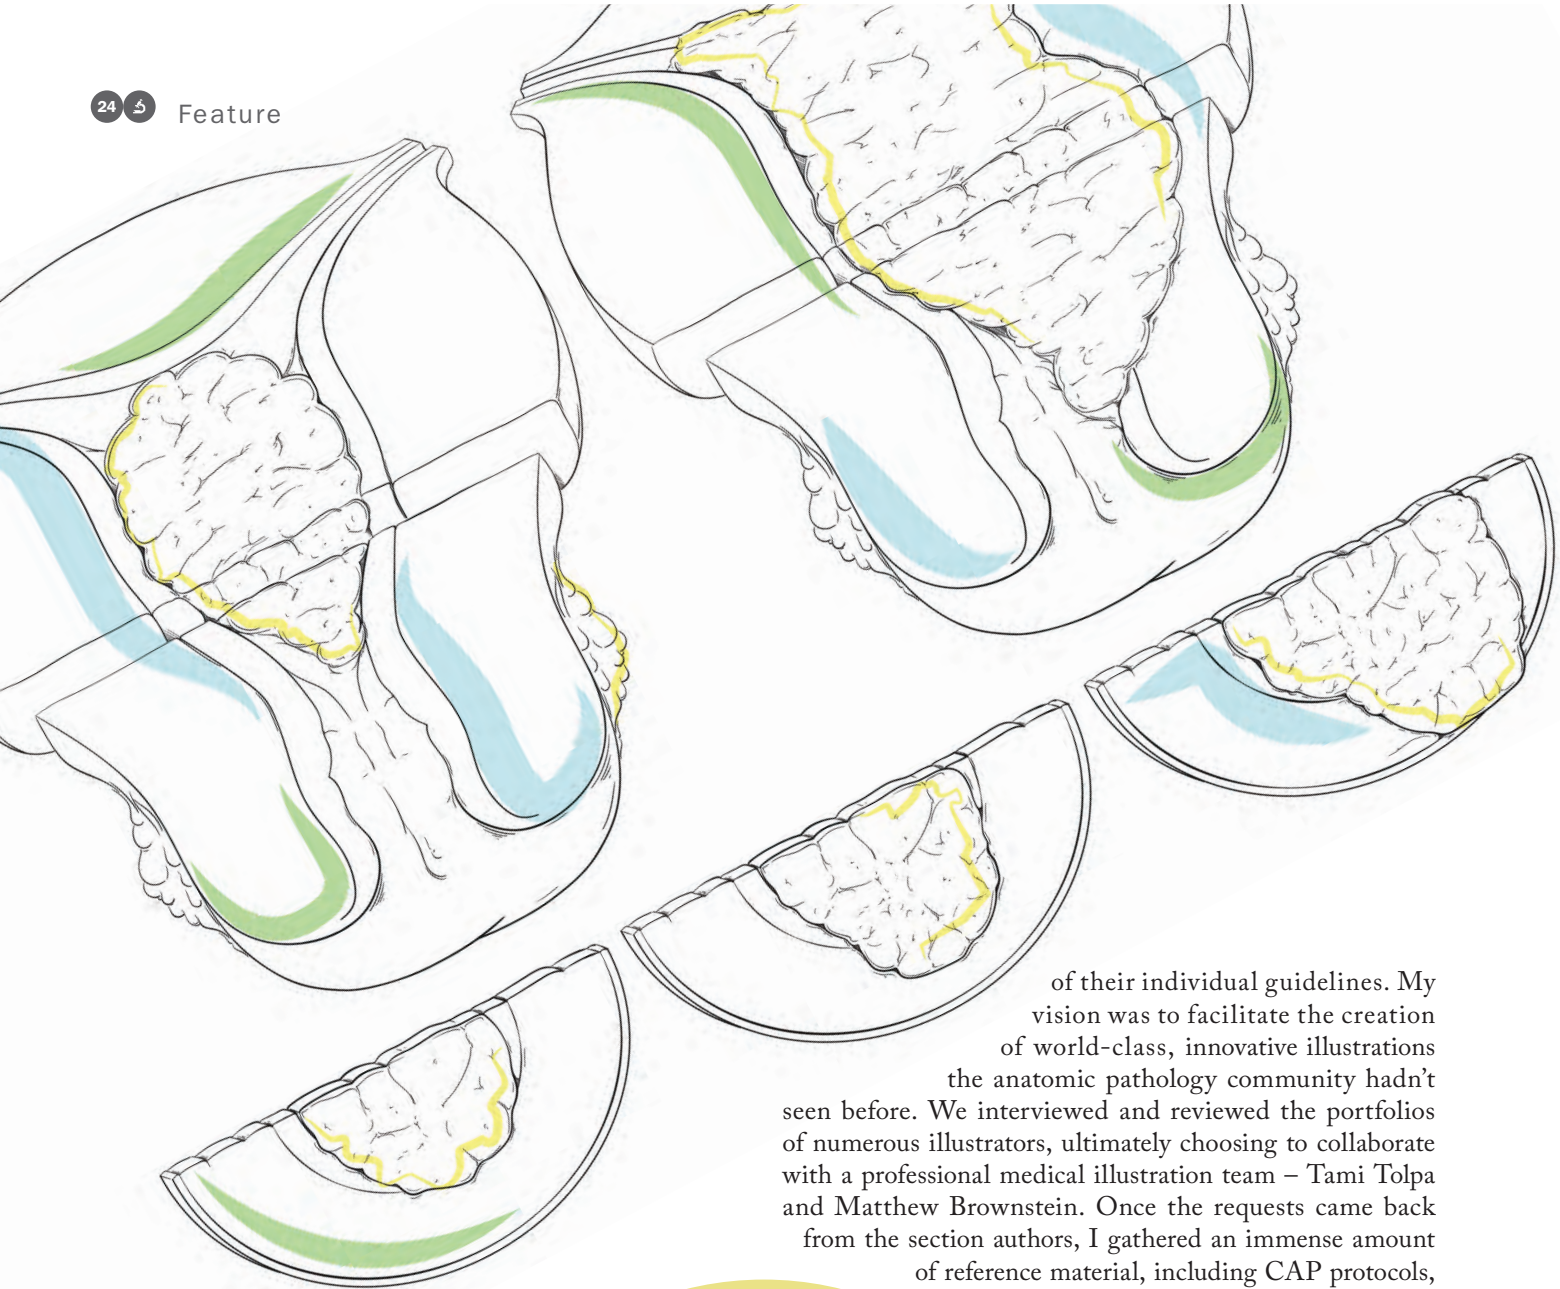 24 Feature
of their individual guidelines. My
vision was to facilitate the creation
of world-class, innovative illustrations
the anatomic pathology community hadn't
seen before. We interviewed and reviewed the portfolios
of numerous illustrators, ultimately choosing to collaborate
with a professional medical illustration team – Tami Tolpa
and Matthew Brownstein. Once the requests came back
from the section authors, I gathered an immense amount
of reference material, including CAP protocols,